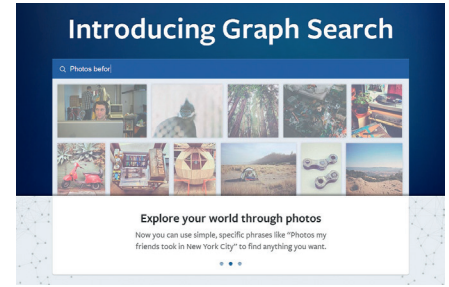 Introducing Graph Search
Photos befor
Explore your world through photos
Now you can use simple, specific phrases like “Photos my
friends took in New York City” to find anything you want.